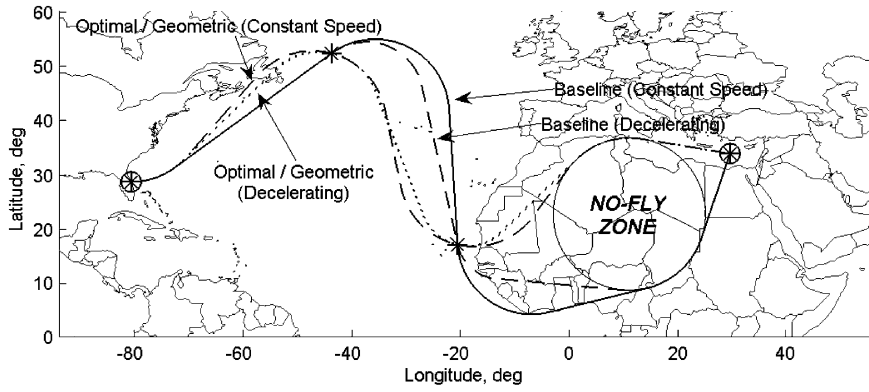 60
Optimal / Geometric (Constant Speed)
50
Baseline (Constant Speed)
40
Baseline (Decelerating)
Latitude, deg
30
Optimal / Geometric
(Decelerating)
20
NO-FLY
ZONE
10
0
-80 -60 -40 -20 0 20 40
Longitude, deg